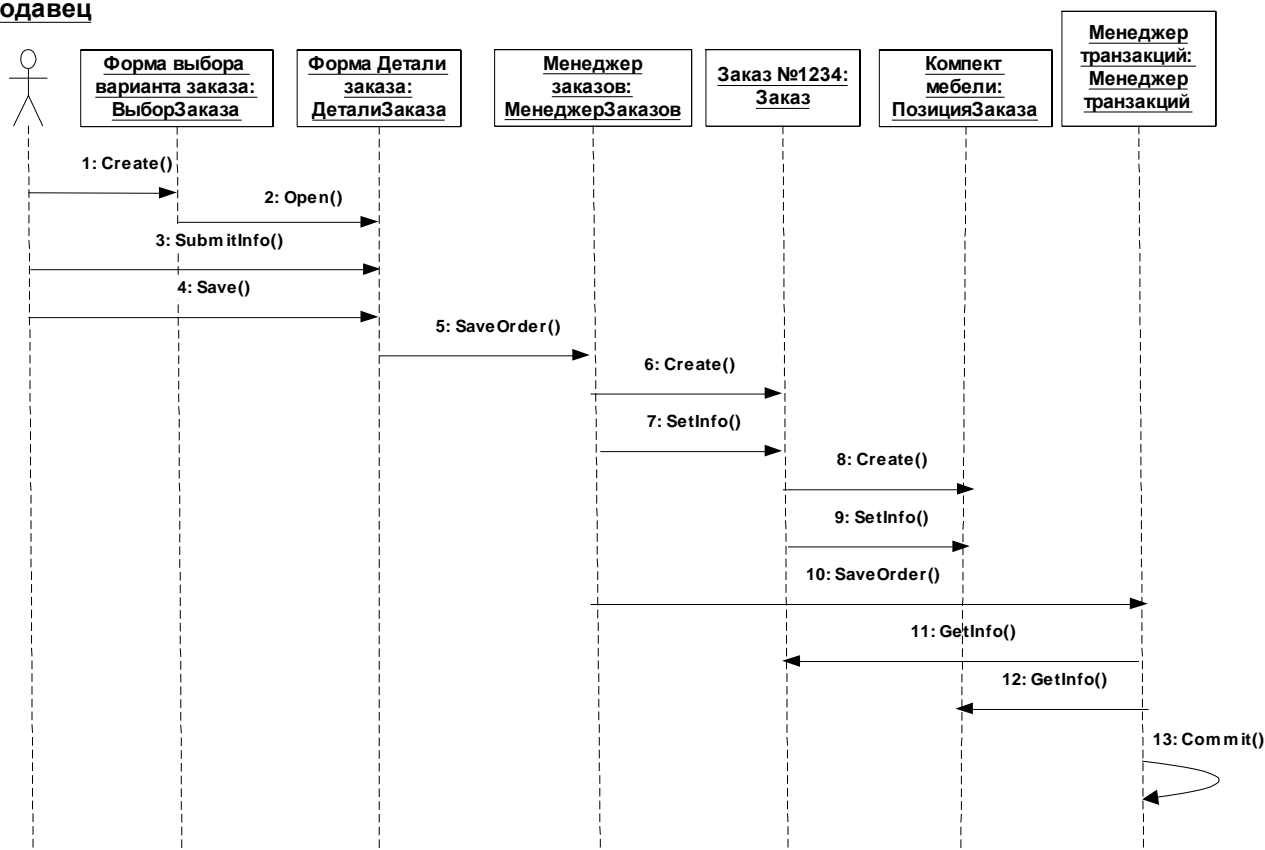 одавец
Форма выбора
варианта заказа:
ВыборЗаказа
Форма Детали
заказа:
ДеталиЗаказа
Менеджер
заказов:
МенеджерЗаказов
Заказ №1234:
Заказ
Компект
мебели:
ПозицияЗаказа
Менеджер
транзакций:
Менеджер
транзакций
1: Create()
2: Open()
3: SubmitInfo()
4: Save()
5: SaveOrder()
6: Create()
7: SetInfo()
8: Create()
9: SetInfo()
10: SaveOrder()
11: GetInfo()
12: GetInfo()
13: Commit()